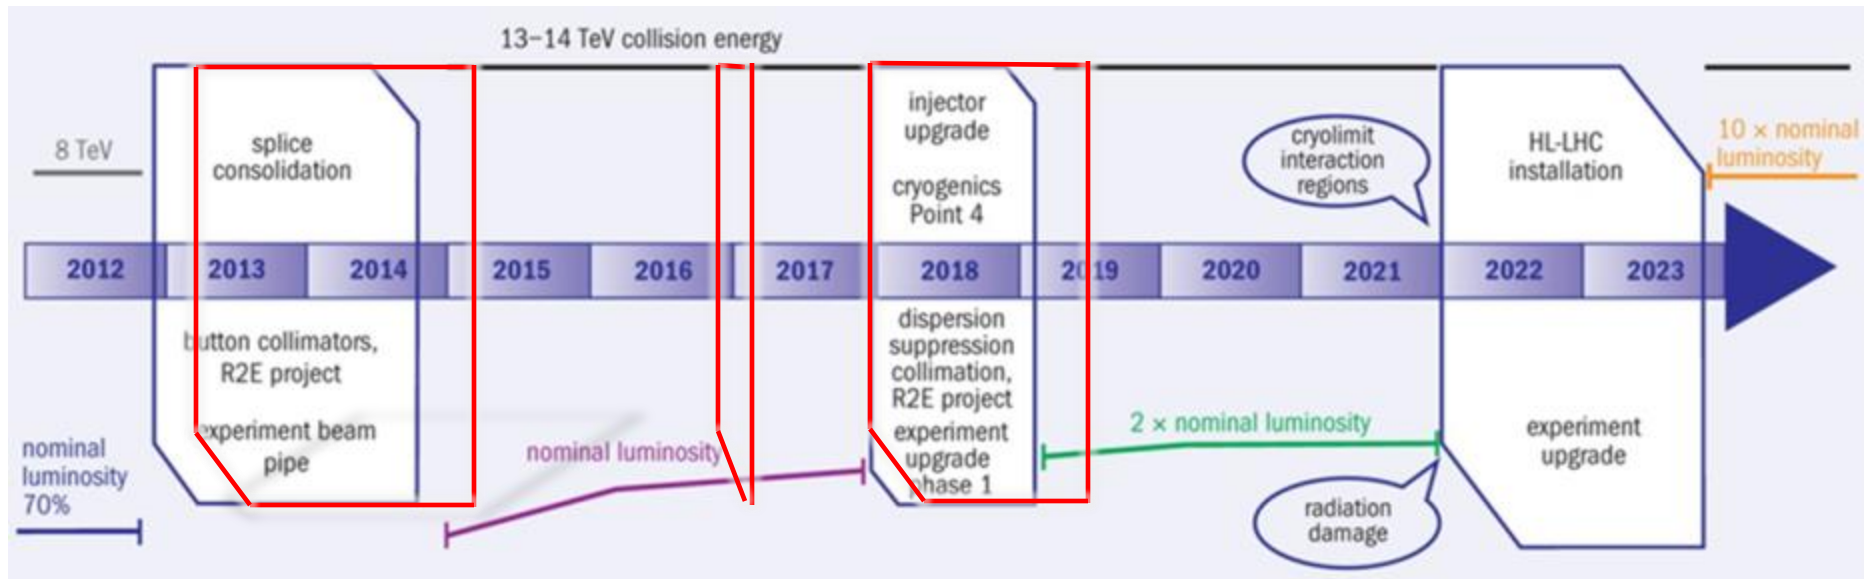 13–14 TeV collision energy
8 TeV
splice
consolidation
injector
upgrade
cryogenics
Point 4
cryolimit
interaction
regions
HL-LHC
installation
10 × nominal
luminosity
2012 2013 2014 2015 2016 2017 2018 2019 2020 2021 2022 2023
button collimators,
R2E project
experiment beam
pipe
nominal
luminosity
70%
nominal luminosity
dispersion
suppression
collimation,
R2E project
experiment
upgrade
phase 1
2 × nominal luminosity
radiation
damage
experiment
upgrade